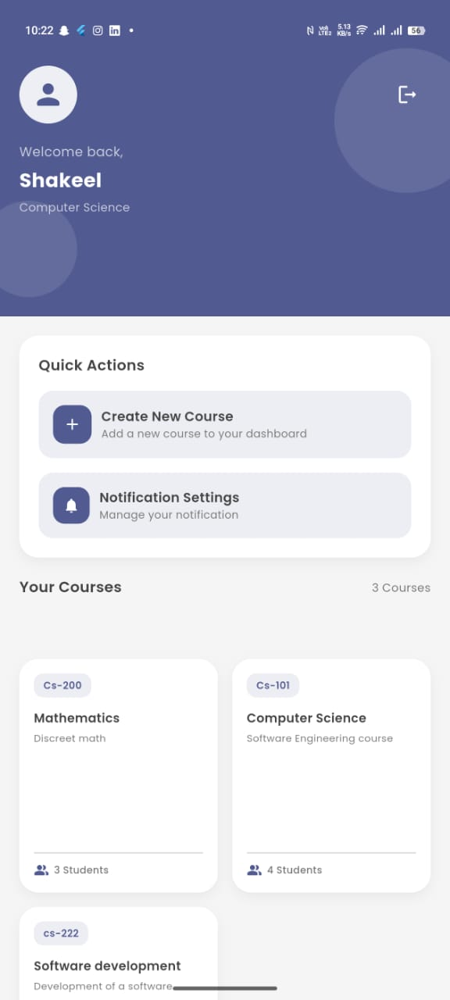 10:22
Vo)) LTE2 5.13 KB/s 56
Welcome back,
Shakeel
Computer Science
Quick Actions
Create New Course
Add a new course to your dashboard
Notification Settings
Manage your notification
Your Courses
3 Courses
Cs-200
Mathematics
Discreet math
3 Students
Cs-101
Computer Science
Software Engineering course
4 Students
cs-222
Software development
Development of a software